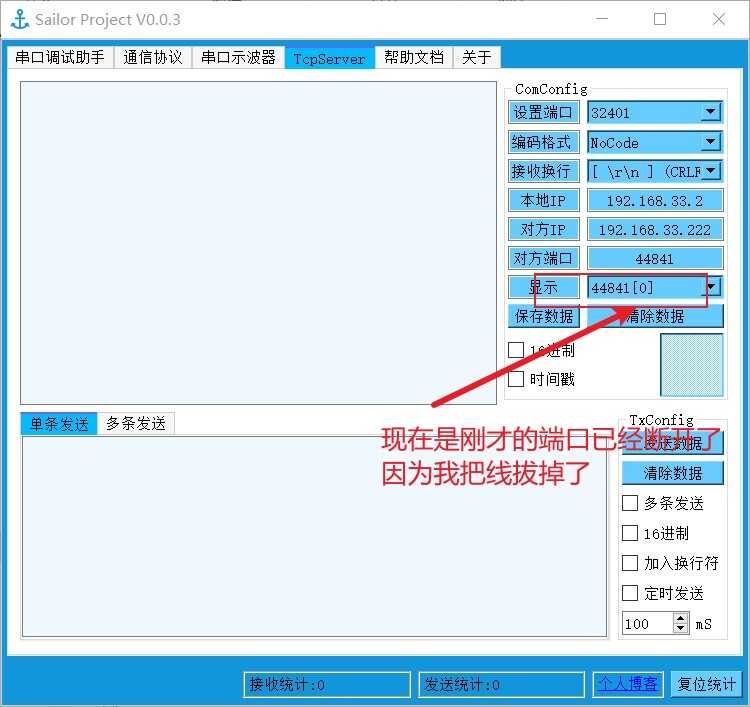 Sailor Project V0.0.3
串口调试助手 通信协议 串口示波器 TcpServer 帮助文档 关于
ComConfig
设置端口 32401
编码格式 NoCode
接收换行 [ \r\n ] (CRLF
本地IP 192.168.33.2
对方IP 192.168.33.222
对方端口 44841
显示 44841[0]
保存数据 清除数据
16进制
时间戳
单条发送 多条发送
现在是刚才的端口已经断开了
因为我把线拔掉了
TxConfig
发送数据
清除数据
多条发送
16进制
加入换行符
定时发送
100 mS
接收统计:0 发送统计:0 个人博客 复位统计